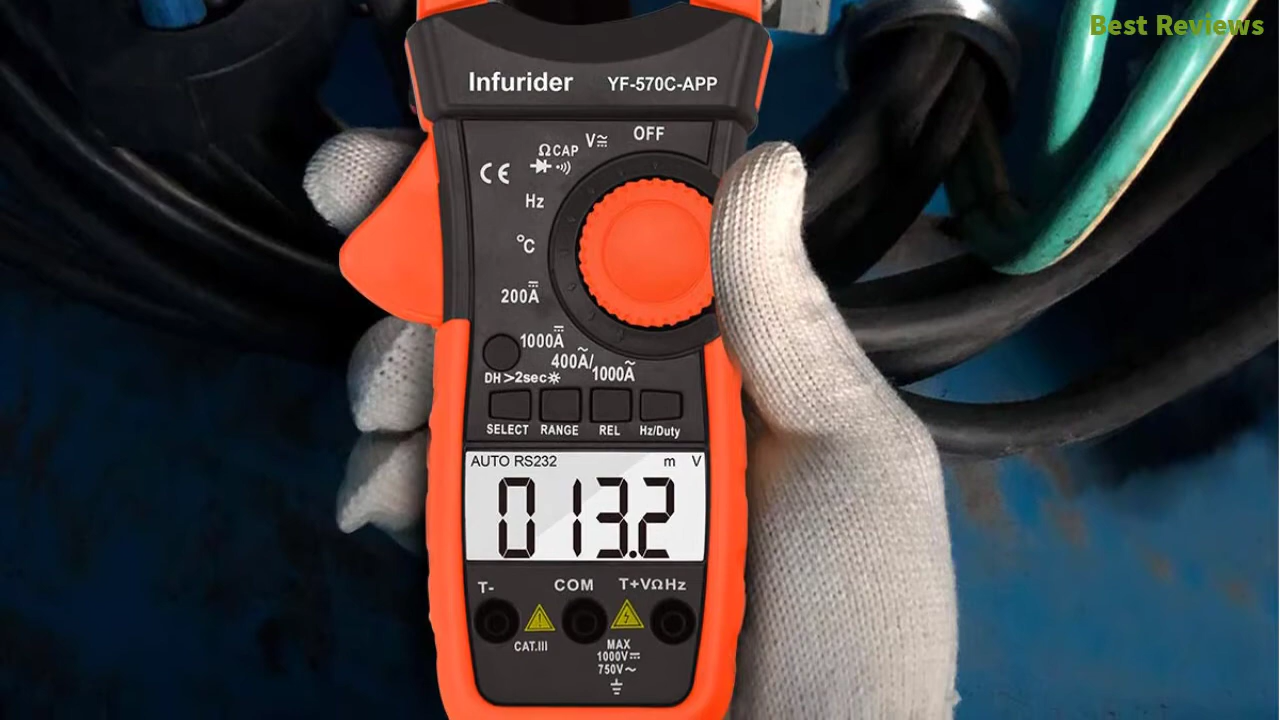 Best Reviews
Infurider YF-570C-APP
OFF
V≂
ΩCAP
CE
Hz
℃
200A
1000A
400A/
1000A
DH>2sec☼
SELECT RANGE REL Hz/Duty
AUTO RS232 m V
013.2
T- COM T+VΩHz
CAT.III
MAX
1000V⎓
750V~